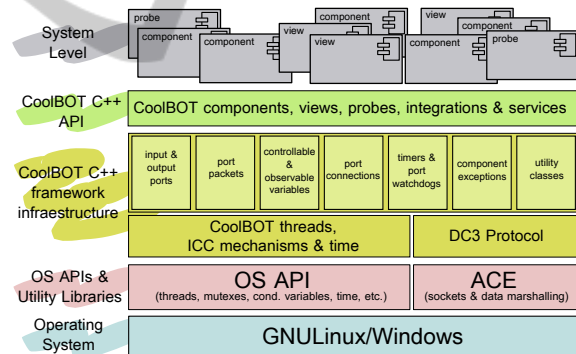 probe
component
view
System
Level
component
component
view
component
probe
component
view
component
CoolBOT C++
API
CoolBOT components, views, probes, integrations & services
CoolBOT C++
framework
infraestructure
input &
output
ports
port
packets
controllable
&
observable
variables
port
connections
timers &
port
watchdogs
component
exceptions
utility
classes
CoolBOT threads,
ICC mechanisms & time
DC3 Protocol
OS APIs &
Utility Libraries
OS API
(threads, mutexes, cond. variables, time, etc.)
ACE
(sockets & data marshalling)
Operating
System
GNULinux/Windows